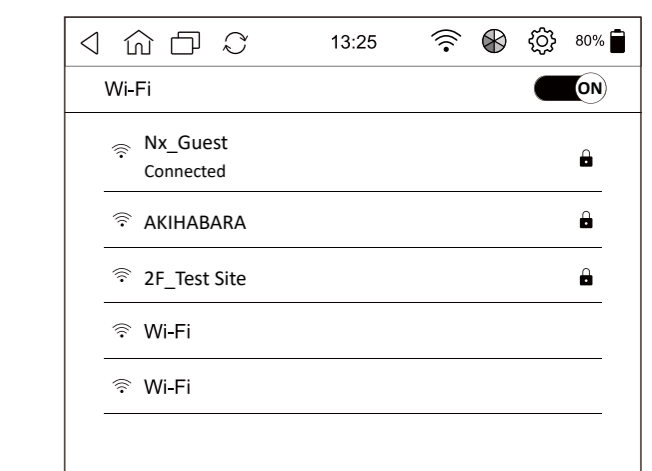 13:25 80%
Wi-Fi ON
Nx_Guest
Connected
AKIHABARA
2F_Test Site
Wi-Fi
Wi-Fi